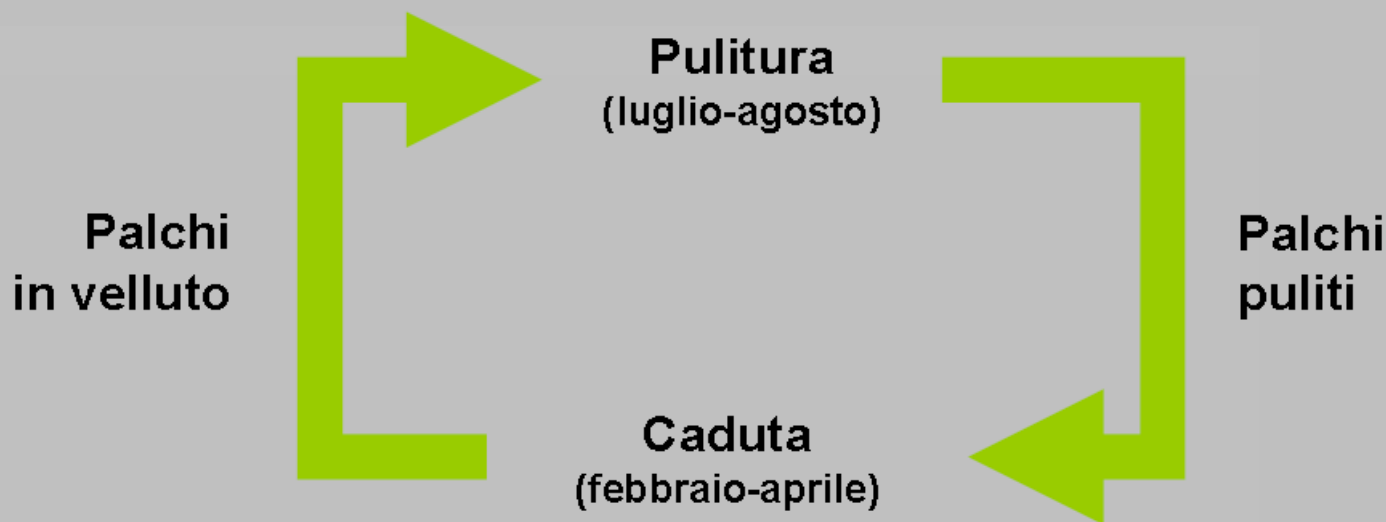 Pulitura
(luglio-agosto)
Palchi
in velluto
Palchi
puliti
Caduta
(febbraio-aprile)